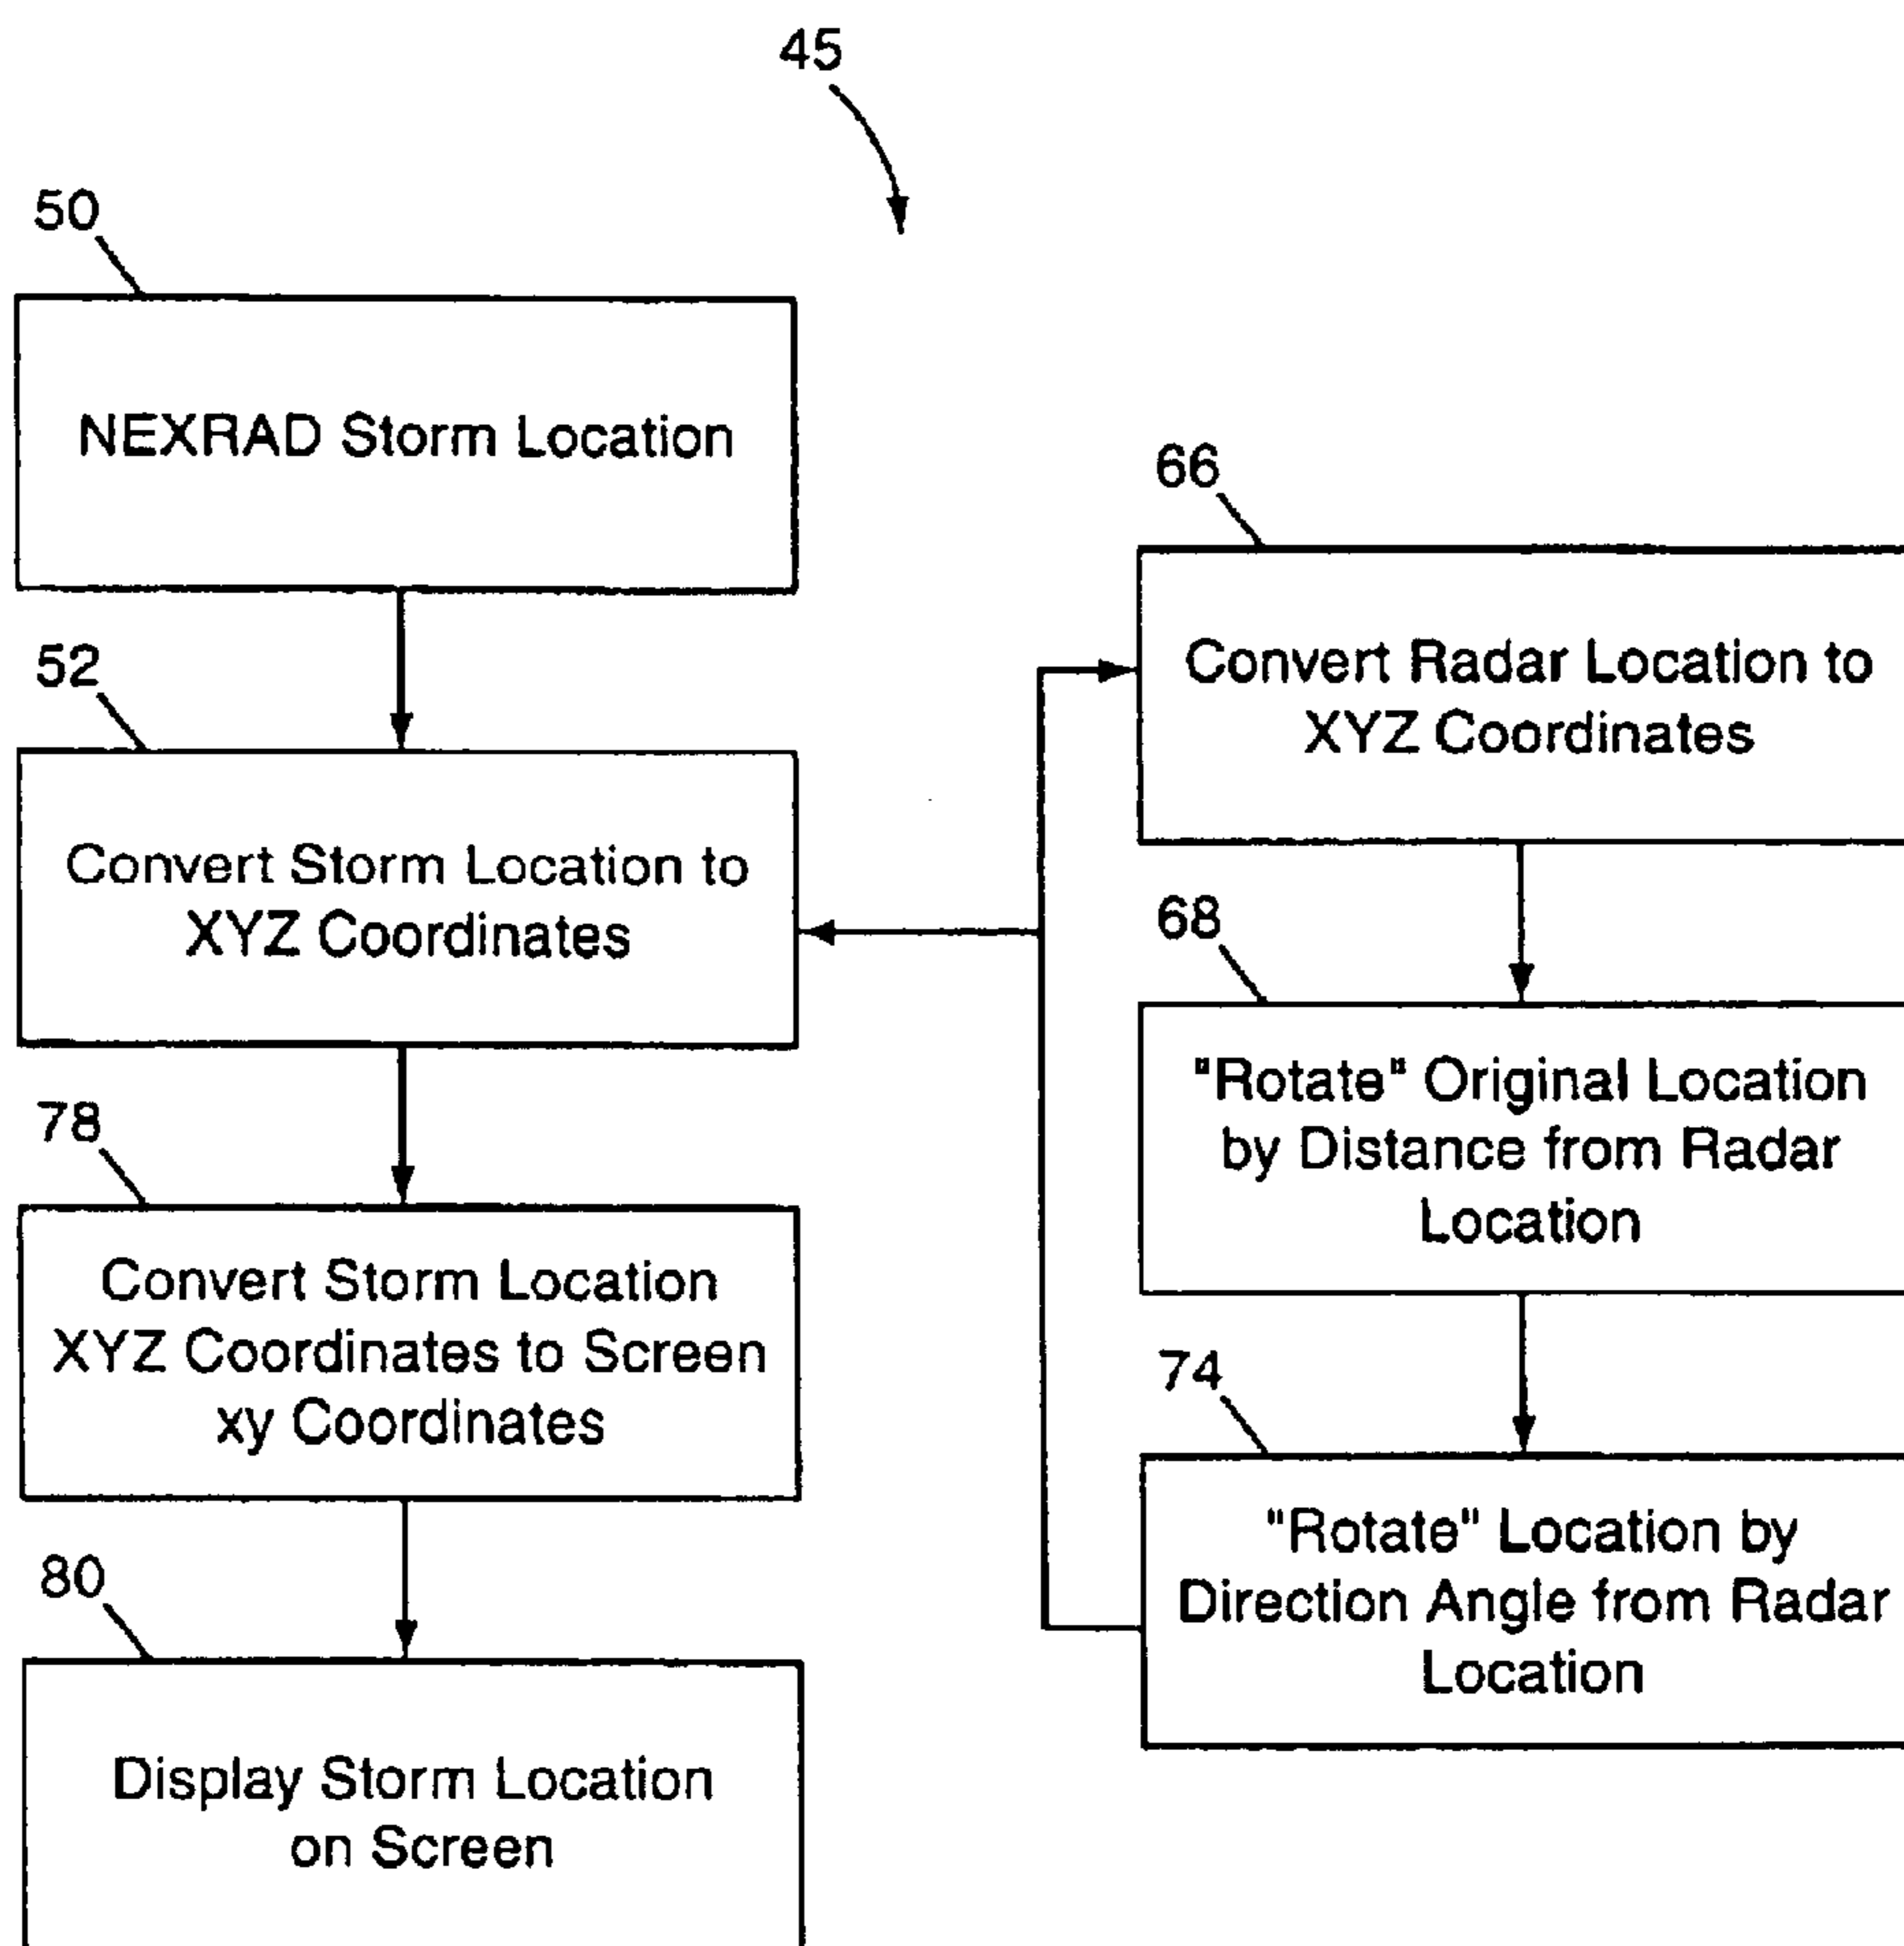 45
50
NEXRAD Storm Location
52
Convert Storm Location to
XYZ Coordinates
78
Convert Storm Location
XYZ Coordinates to Screen
xy Coordinates
80
Display Storm Location
on Screen
66
Convert Radar Location to
XYZ Coordinates
68
"Rotate" Original Location
by Distance from Radar
Location
74
"Rotate" Location by
Direction Angle from Radar
Location